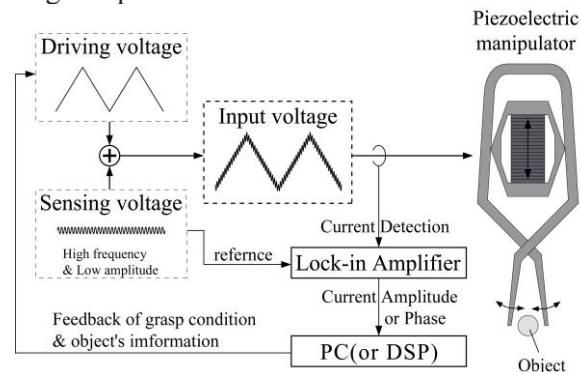 Driving voltage
Piezoelectric
manipulator
Input voltage
Sensing voltage
High frequency
& Low amplitude
refernce
Current Detection
Lock-in Amplifier
Current Amplitude
or Phase
Feedback of grasp condition
& object's imformation
PC(or DSP)
Object